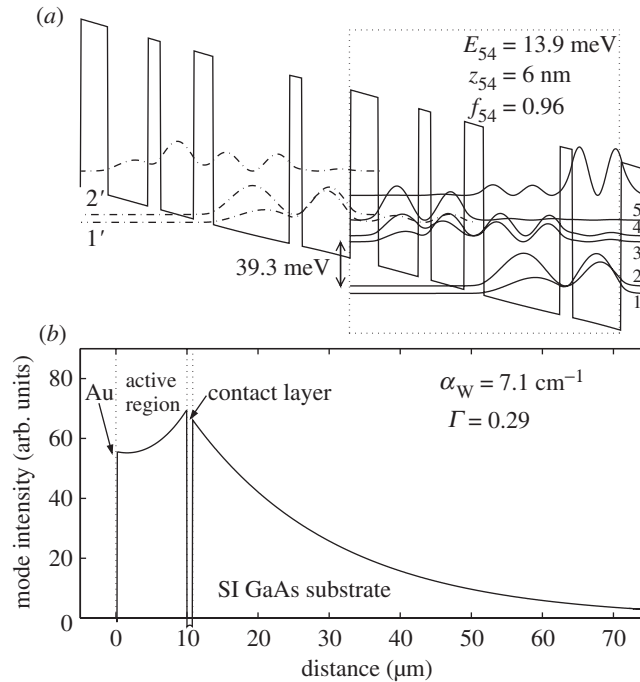 (a)
E54 = 13.9 meV
z54 = 6 nm
f54 = 0.96
2′
1′
39.3 meV
5
4
3
2
1
(b)
80
60
40
20
0
mode intensity (arb. units)
Au
active
region
contact layer
αW = 7.1 cm−1
Γ = 0.29
SI GaAs substrate
0 10 20 30 40 50 60 70
distance (μm)